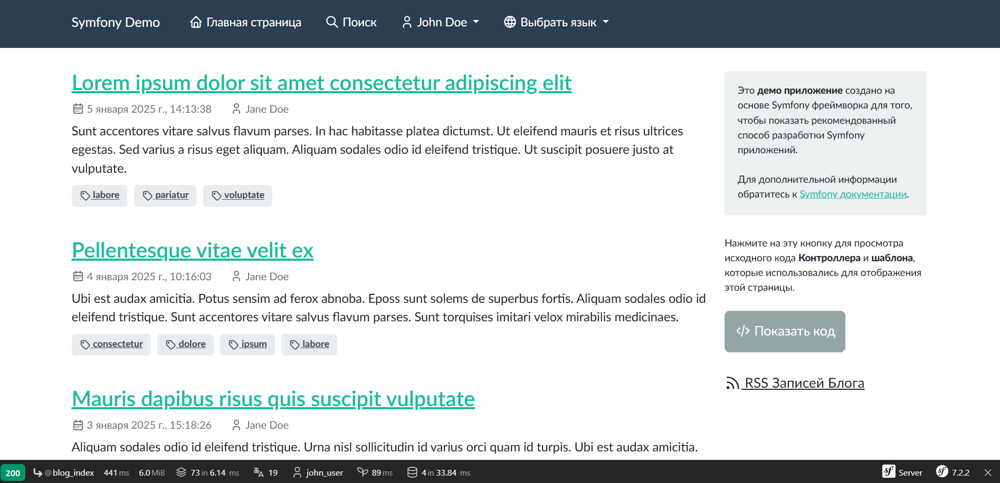 Symfony Demo
Главная страница
Поиск
John Doe
Выбрать язык
Lorem ipsum dolor sit amet consectetur adipiscing elit
5 января 2025 г., 14:13:38 Jane Doe
Sunt accentores vitare salvus flavum parses. In hac habitasse platea dictumst. Ut eleifend mauris et risus ultrices
egestas. Sed varius a risus eget aliquam. Aliquam sodales odio id eleifend tristique. Ut suscipit posuere justo at
vulputate.
labore pariatur voluptate
Pellentesque vitae velit ex
4 января 2025 г., 10:16:03 Jane Doe
Ubi est audax amicitia. Potus sensim ad ferox abnoba. Eposs sunt solems de superbus fortis. Aliquam sodales odio id
eleifend tristique. Sunt accentores vitare salvus flavum parses. Sunt torquises imitari velox mirabilis medicinaes.
consectetur dolore ipsum labore
Mauris dapibus risus quis suscipit vulputate
3 января 2025 г., 15:18:26 Jane Doe
Aliquam sodales odio id eleifend tristique. Urna nisl sollicitudin id varius orci quam id turpis. Ubi est audax amicitia.
Это демо приложение создано на
основе Symfony фреймворка для того,
чтобы показать рекомендованный
способ разработки Symfony
приложений.
Для дополнительной информации
обратитесь к Symfony документации.
Нажмите на эту кнопку для просмотра
исходного кода Контроллера и шаблона,
которые использовались для отображения
этой страницы.
</> Показать код
RSS Записей Блога
200 @blog_index 441 ms 6.0 MiB 73 in 6.14 ms 19 john_user 89 ms 4 in 33.84 ms Server 7.2.2